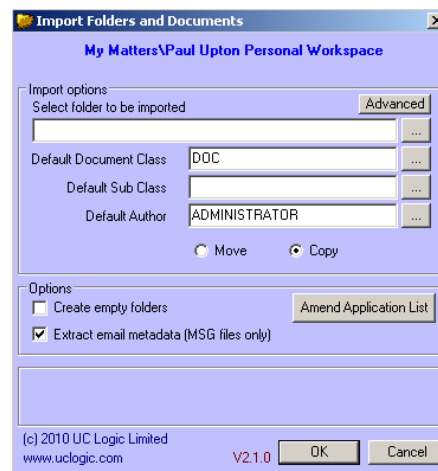 Import Folders and Documents
My Matters\Paul Upton Personal Workspace
Import options
Select folder to be imported
Advanced
...
Default Document Class DOC ...
Default Sub Class ...
Default Author ADMINISTRATOR ...
Move Copy
Options
Create empty folders
Amend Application List
Extract email metadata (MSG files only)
(c) 2010 UC Logic Limited
www.uclogic.com V2.1.0 OK Cancel